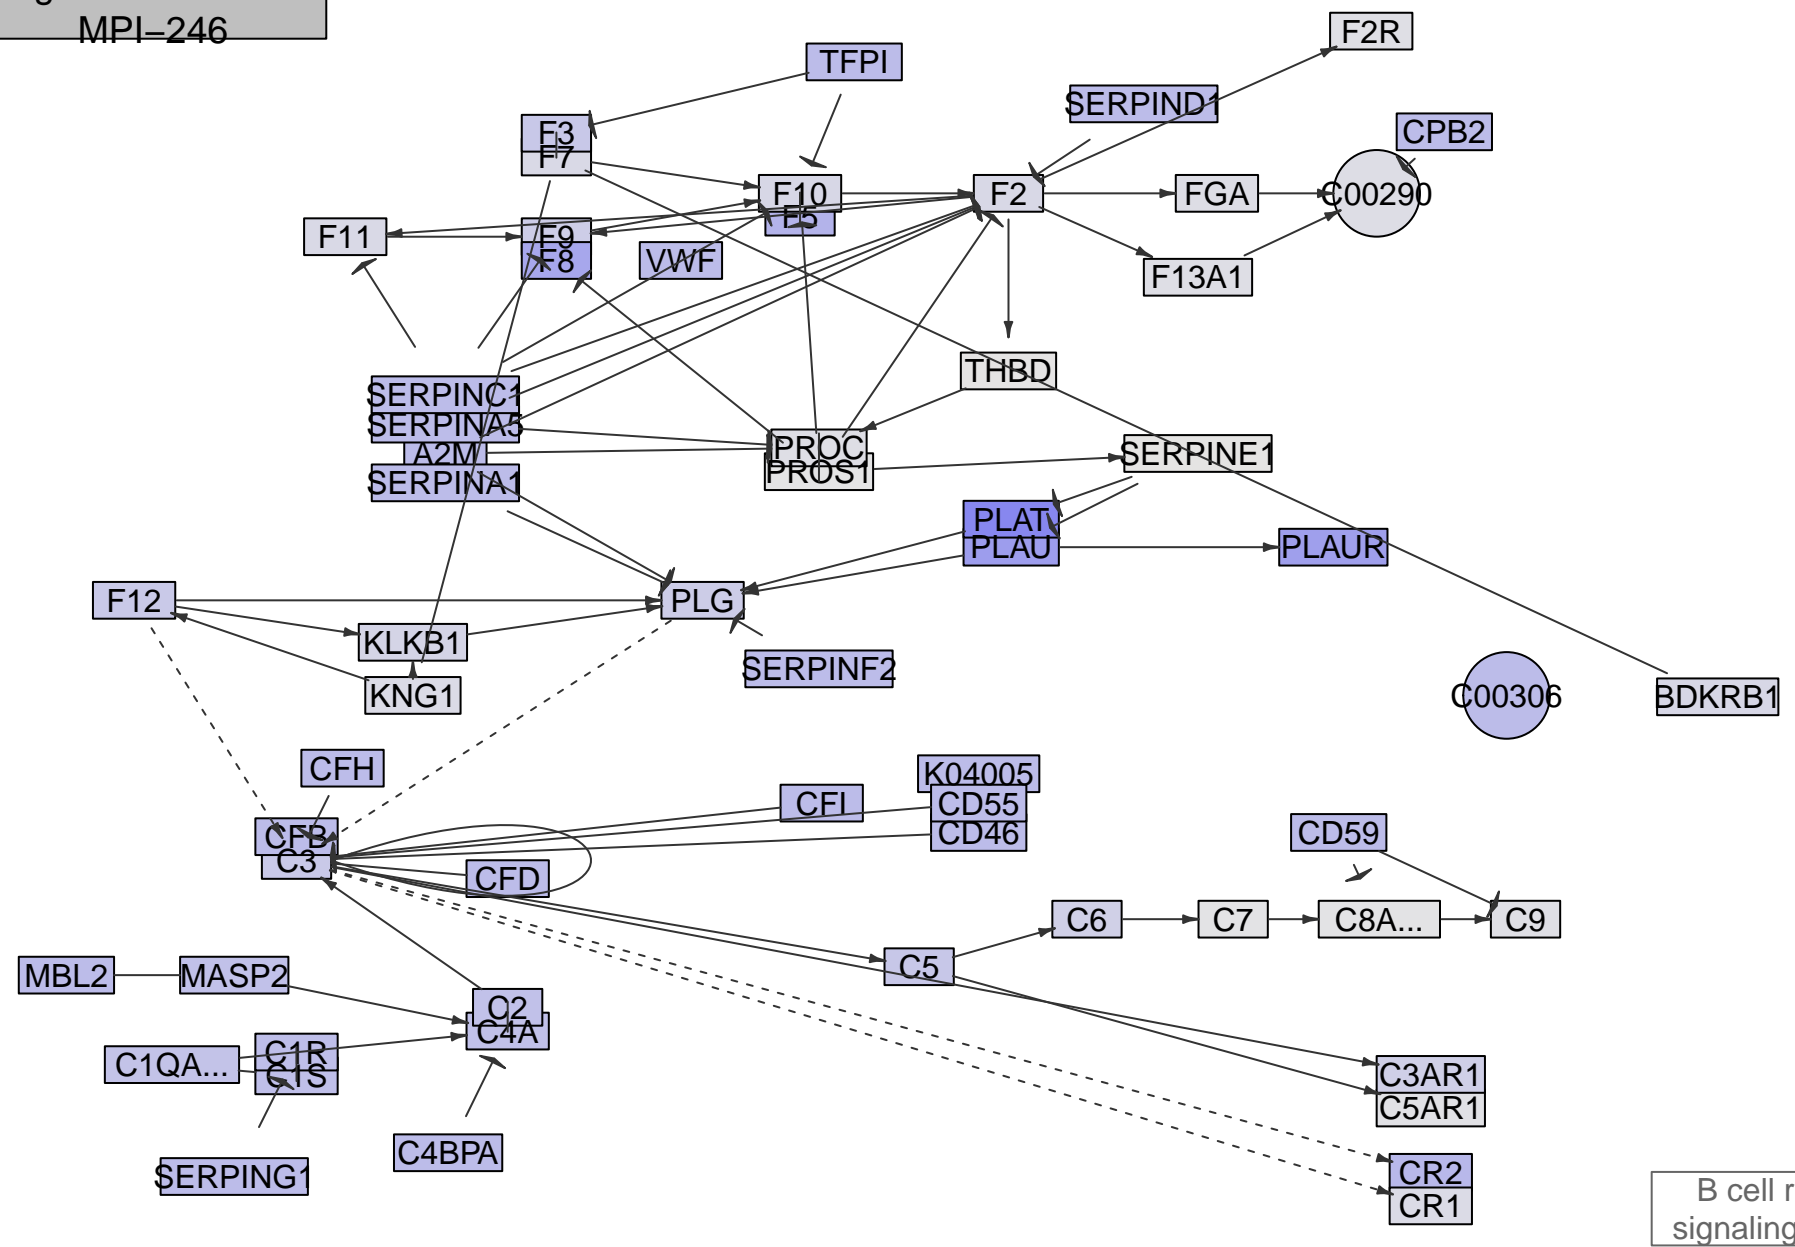 MPI–246
F2R
TFPI
SERPIND1
CPB2
F3
F7
F10
F5
F2
FGA
C00290
F11
F9
F8
VWF
F13A1
THBD
SERPINC1
SERPINA5
A2M
SERPINA1
PROC
PROS1
SERPINE1
PLAT
PLAU
PLAUR
F12
PLG
KLKB1
KNG1
SERPINF2
C00306
BDKRB1
CFH
K04005
CFI
CD55
CD46
CD59
CFB
C3
CFD
C6
C7
C8A...
C9
C5
MBL2
MASP2
C2
C4A
C1QA...
C1R
C1S
C3AR1
C5AR1
C4BPA
SERPING1
CR2
CR1
B cell r
signaling